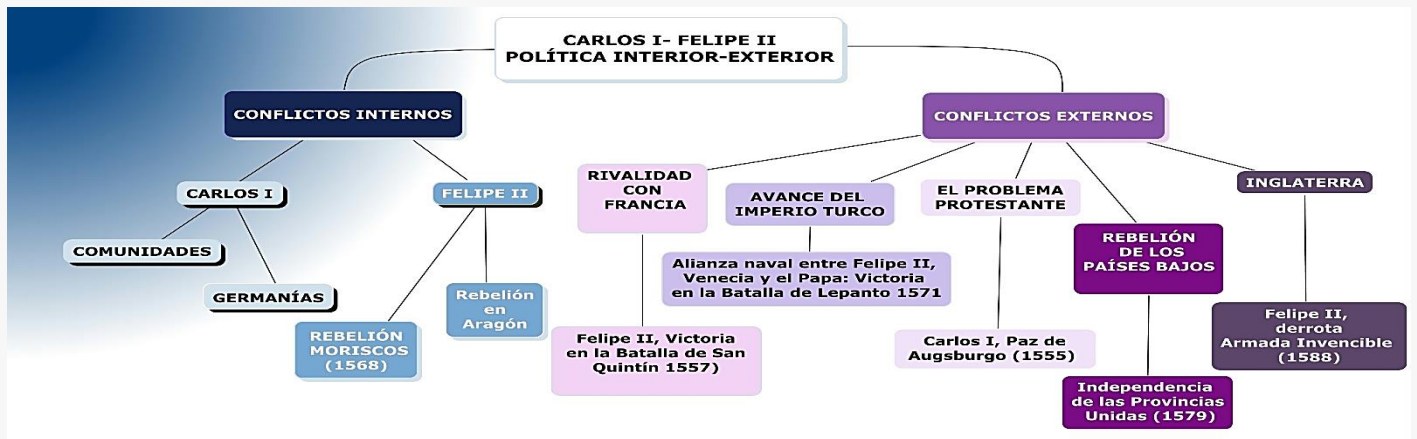 CARLOS I- FELIPE II
POLÍTICA INTERIOR-EXTERIOR
CONFLICTOS INTERNOS
CARLOS I
COMUNIDADES
GERMANÍAS
FELIPE II
REBELIÓN
MORISCOS
(1568)
Rebelión
en
Aragón
CONFLICTOS EXTERNOS
RIVALIDAD
CON
FRANCIA
Felipe II, Victoria
en la Batalla de San
Quintín 1557)
AVANCE DEL
IMPERIO TURCO
Alianza naval entre Felipe II,
Venecia y el Papa: Victoria
en la Batalla de Lepanto 1571
EL PROBLEMA
PROTESTANTE
Carlos I, Paz de
Augsburgo (1555)
REBELIÓN
DE LOS
PAÍSES BAJOS
Independencia
de las Provincias
Unidas (1579)
INGLATERRA
Felipe II,
derrota
Armada Invencible
(1588)